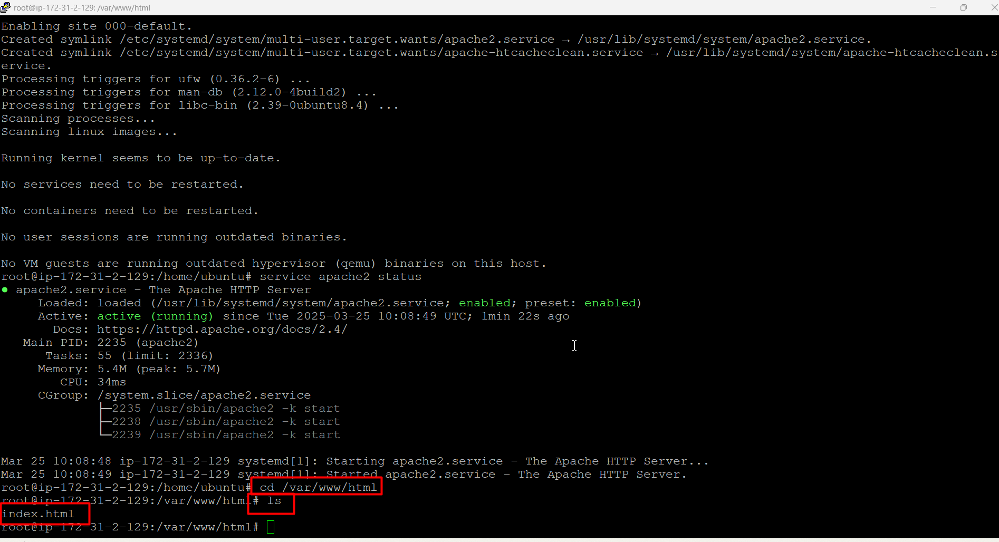 root@ip-172-31-2-129: /var/www/html
Enabling site 000-default.
Created symlink /etc/systemd/system/multi-user.target.wants/apache2.service → /usr/lib/systemd/system/apache2.service.
Created symlink /etc/systemd/system/multi-user.target.wants/apache-htcacheclean.service → /usr/lib/systemd/system/apache-htcacheclean.s
ervice.
Processing triggers for ufw (0.36.2-6) ...
Processing triggers for man-db (2.12.0-4build2) ...
Processing triggers for libc-bin (2.39-0ubuntu8.4) ...
Scanning processes...
Scanning linux images...
Running kernel seems to be up-to-date.
No services need to be restarted.
No containers need to be restarted.
No user sessions are running outdated binaries.
No VM guests are running outdated hypervisor (qemu) binaries on this host.
root@ip-172-31-2-129:/home/ubuntu# service apache2 status
● apache2.service - The Apache HTTP Server
Loaded: loaded (/usr/lib/systemd/system/apache2.service; enabled; preset: enabled)
Active: active (running) since Tue 2025-03-25 10:08:49 UTC; 1min 22s ago
Docs: https://httpd.apache.org/docs/2.4/
Main PID: 2235 (apache2)
Tasks: 55 (limit: 2336)
Memory: 5.4M (peak: 5.7M)
CPU: 34ms
CGroup: /system.slice/apache2.service
├─2235 /usr/sbin/apache2 -k start
├─2238 /usr/sbin/apache2 -k start
└─2239 /usr/sbin/apache2 -k start
Mar 25 10:08:48 ip-172-31-2-129 systemd[1]: Starting apache2.service - The Apache HTTP Server...
Mar 25 10:08:49 ip-172-31-2-129 systemd[1]: Started apache2.service - The Apache HTTP Server.
root@ip-172-31-2-129:/home/ubuntu# cd /var/www/html
root@ip-172-31-2-129:/var/www/html# ls
index.html
root@ip-172-31-2-129:/var/www/html#